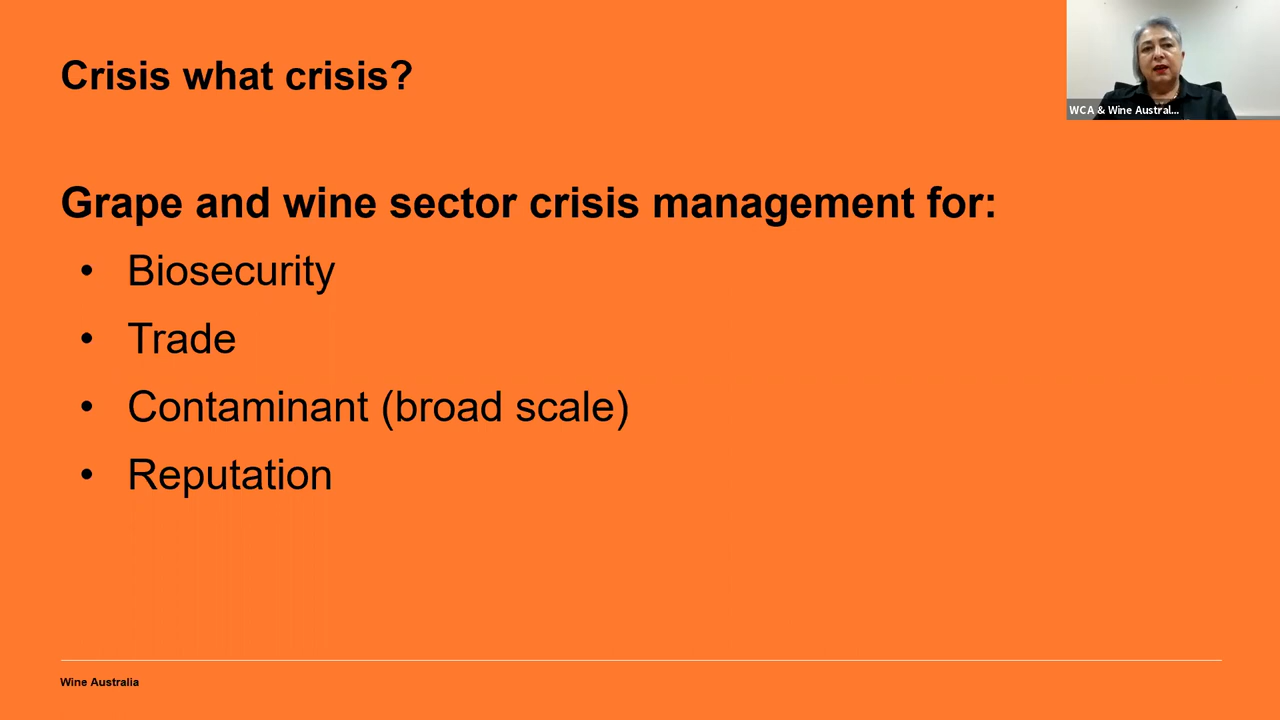 Crisis what crisis?
WCA & Wine Austral...
Grape and wine sector crisis management for:
• Biosecurity
• Trade
• Contaminant (broad scale)
• Reputation
Wine Australia